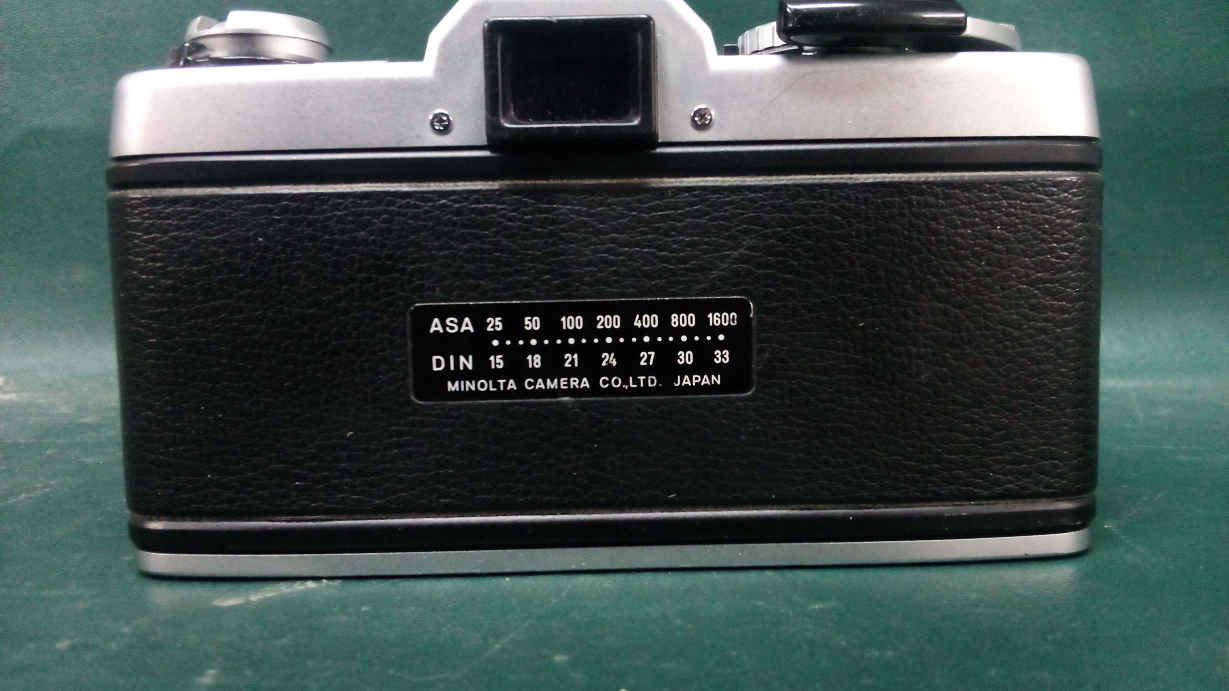 ASA 25 50 100 200 400 800 1600
DIN 15 18 21 24 27 30 33
MINOLTA CAMERA CO.,LTD. JAPAN